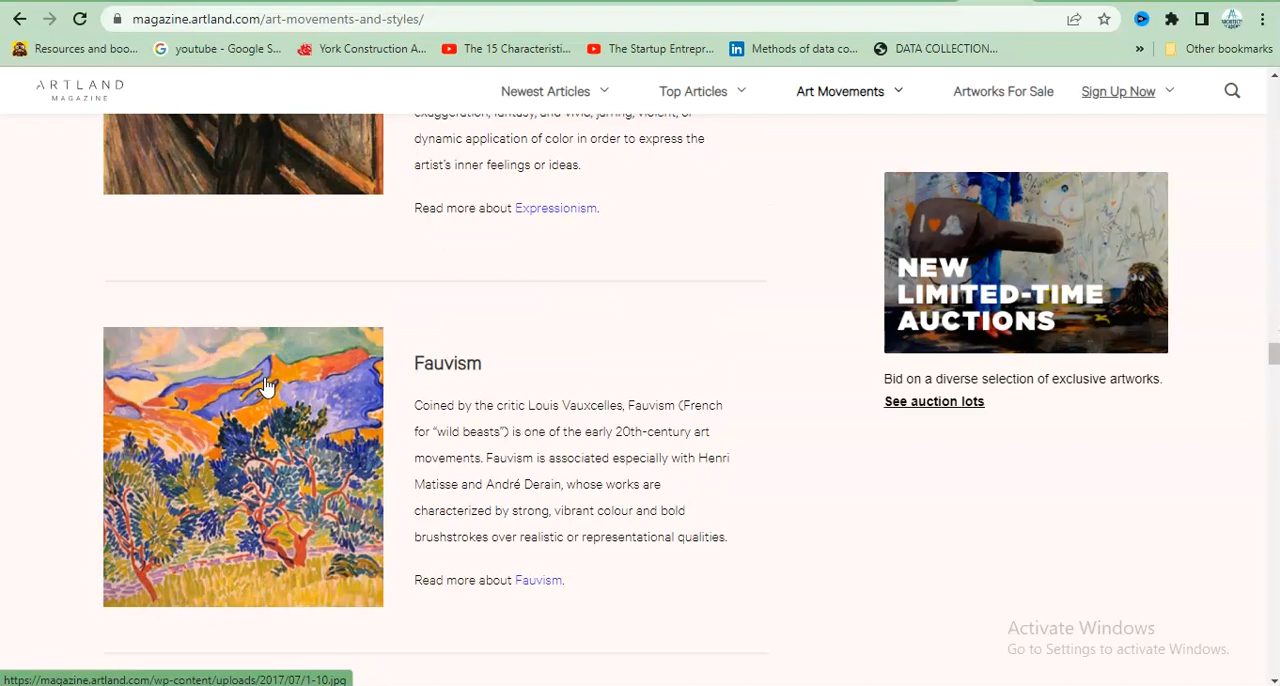 magazine.artland.com/art-movements-and-styles/
Resources and boo...
youtube - Google S...
York Construction A...
The 15 Characteristi...
The Startup Entrepr...
Methods of data co...
DATA COLLECTION...
»
Other bookmarks
ARTLAND
MAGAZINE
Newest Articles
Top Articles
Art Movements
Artworks For Sale
Sign Up Now
exaggeration, fantasy, and vivid, jarring, violent, or
dynamic application of color in order to express the
artist's inner feelings or ideas.
Read more about Expressionism.
I
NEW
LIMITED-TIME
AUCTIONS
Bid on a diverse selection of exclusive artworks.
See auction lots
Fauvism
Coined by the critic Louis Vauxcelles, Fauvism (French
for “wild beasts”) is one of the early 20th-century art
movements. Fauvism is associated especially with Henri
Matisse and André Derain, whose works are
characterized by strong, vibrant colour and bold
brushstrokes over realistic or representational qualities.
Read more about Fauvism.
Activate Windows
Go to Settings to activate Windows.
https://magazine.artland.com/wp-content/uploads/2017/07/1-10.jpg